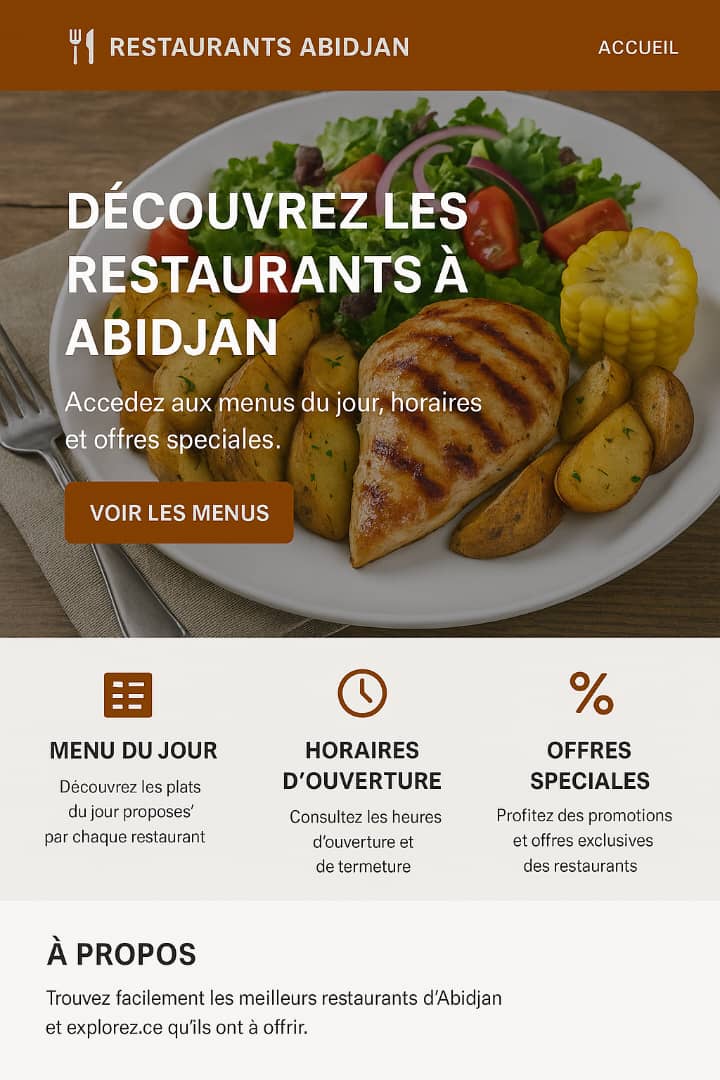 RESTAURANTS ABIDJAN
ACCUEIL
DÉCOUVREZ LES
RESTAURANTS À
ABIDJAN
Accedez aux menus du jour, horaires
et offres speciales.
VOIR LES MENUS
MENU DU JOUR
Découvrez les plats
du jour proposes’
par chaque restaurant
HORAIRES
D’OUVERTURE
Consultez les heures
d’ouverture et
de termeture
OFFRES
SPECIALES
Profitez des promotions
et offres exclusives
des restaurants
À PROPOS
Trouvez facilement les meilleurs restaurants d’Abidjan
et explorez.ce qu’ils ont à offrir.